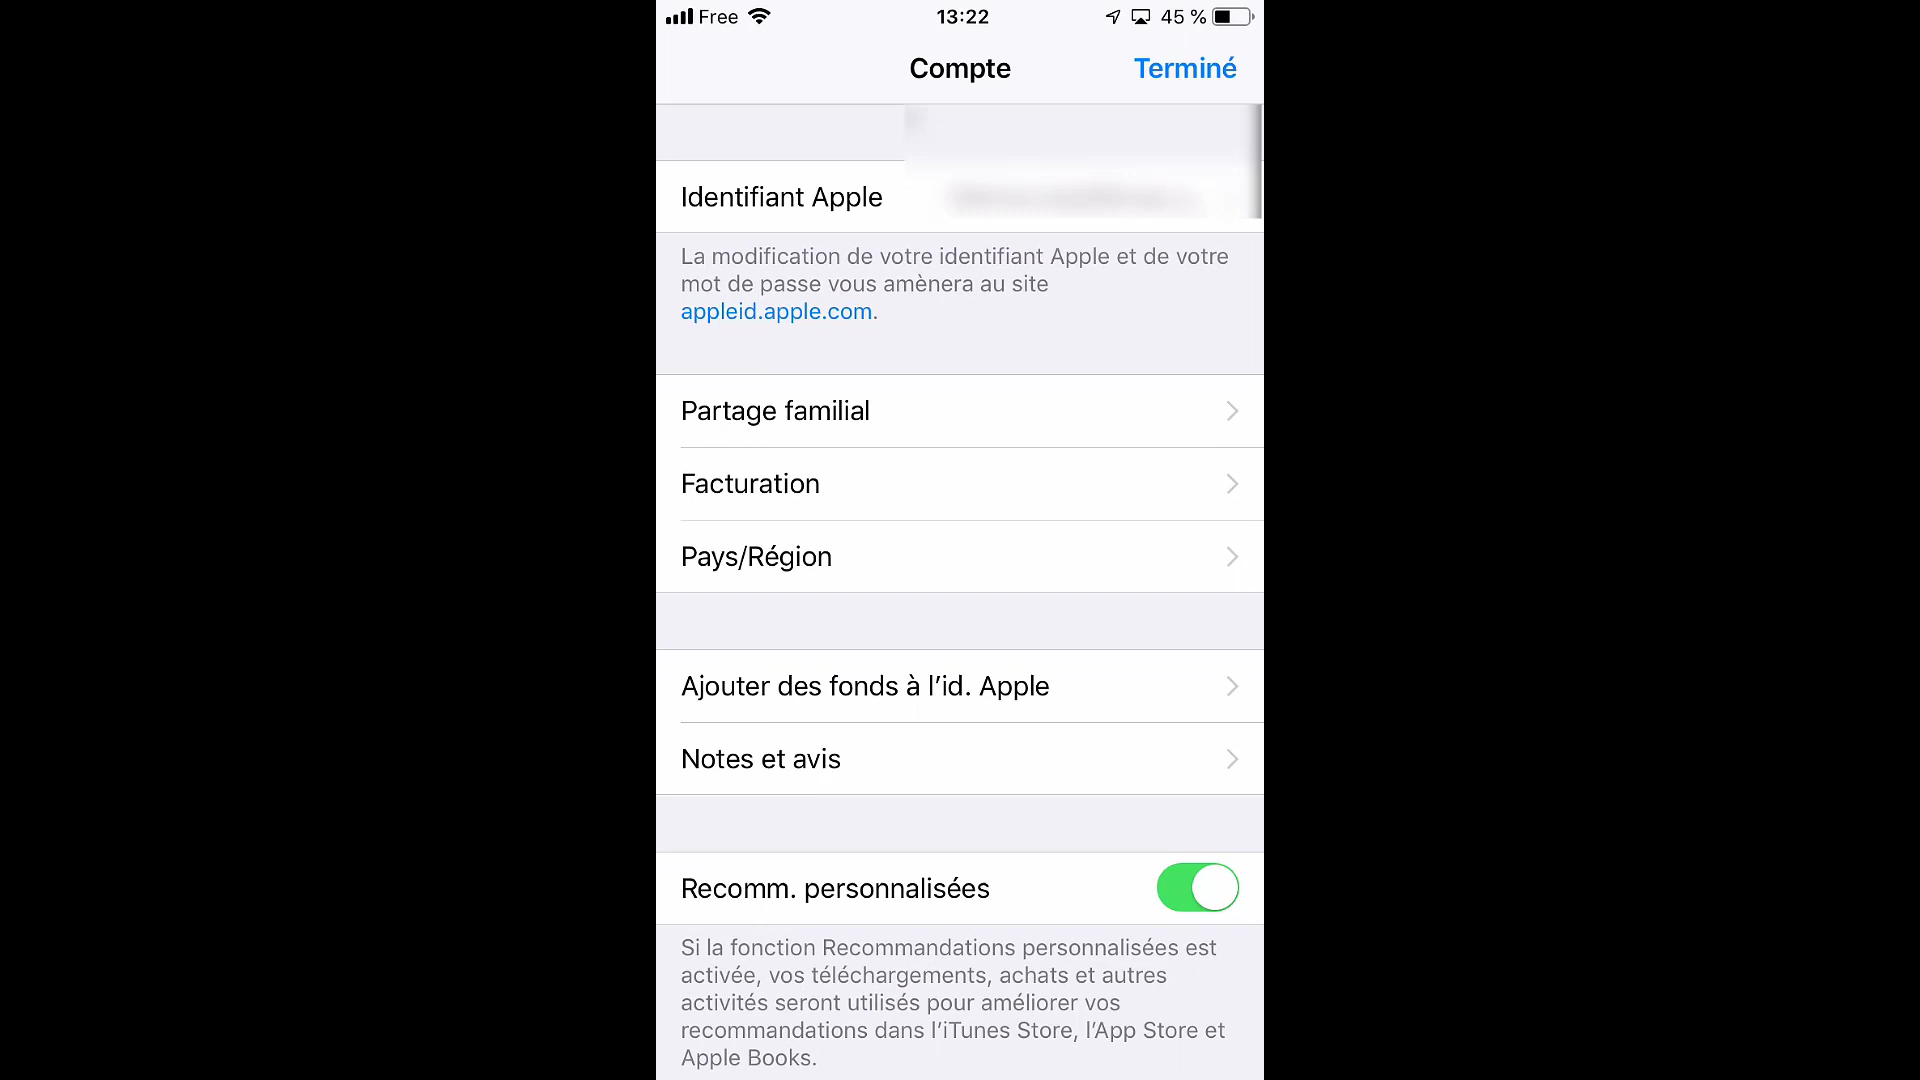 Free 13:22 45 %
Compte Terminé
Identifiant Apple
La modification de votre identifiant Apple et de votre
mot de passe vous amènera au site
appleid.apple.com.
Partage familial
Facturation
Pays/Région
Ajouter des fonds à l’id. Apple
Notes et avis
Recomm. personnalisées
Si la fonction Recommandations personnalisées est
activée, vos téléchargements, achats et autres
activités seront utilisés pour améliorer vos
recommandations dans l’iTunes Store, l’App Store et
Apple Books.